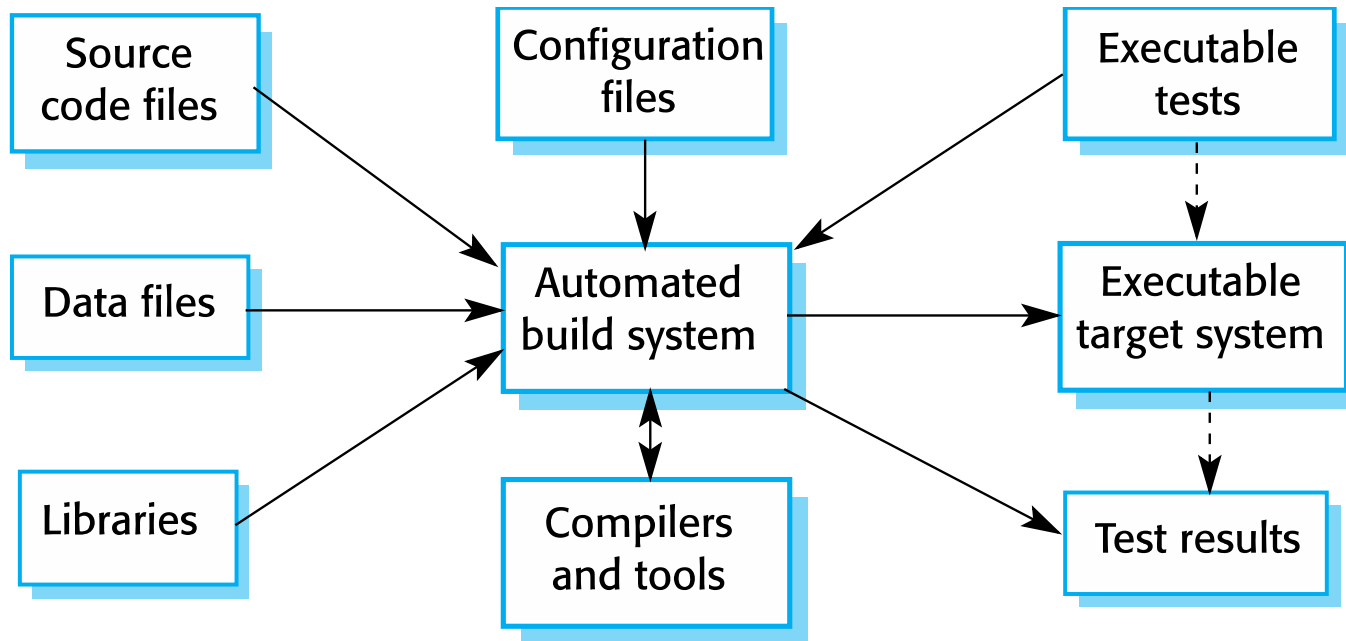 Source
code files
Configuration
files
Executable
tests
Data files
Automated
build system
Executable
target system
Libraries
Compilers
and tools
Test results